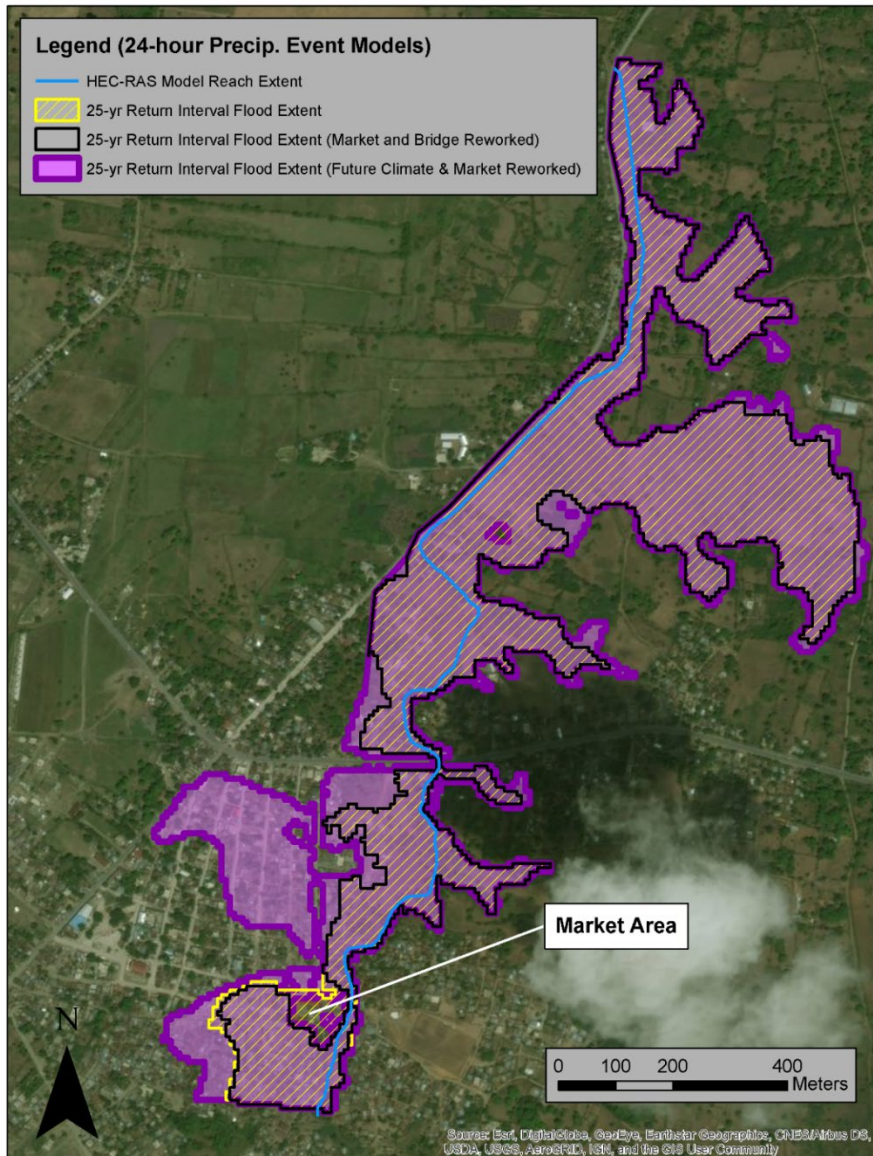 Legend (24-hour Precip. Event Models)
HEC-RAS Model Reach Extent
25-yr Return Interval Flood Extent
25-yr Return Interval Flood Extent (Market and Bridge Reworked)
25-yr Return Interval Flood Extent (Future Climate & Market Reworked)
Market Area
N
0 100 200 400
Meters
Source: Esri, DigitalGlobe, GeoEye, Earthstar Geographics, CNES/Airbus DS,
USDA, USGS, AeroGRID, IGN, and the GIS User Community